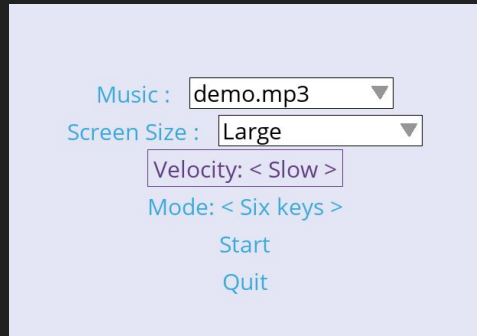 Music : demo.mp3
Screen Size : Large
Velocity: < Slow >
Mode: < Six keys >
Start
Quit